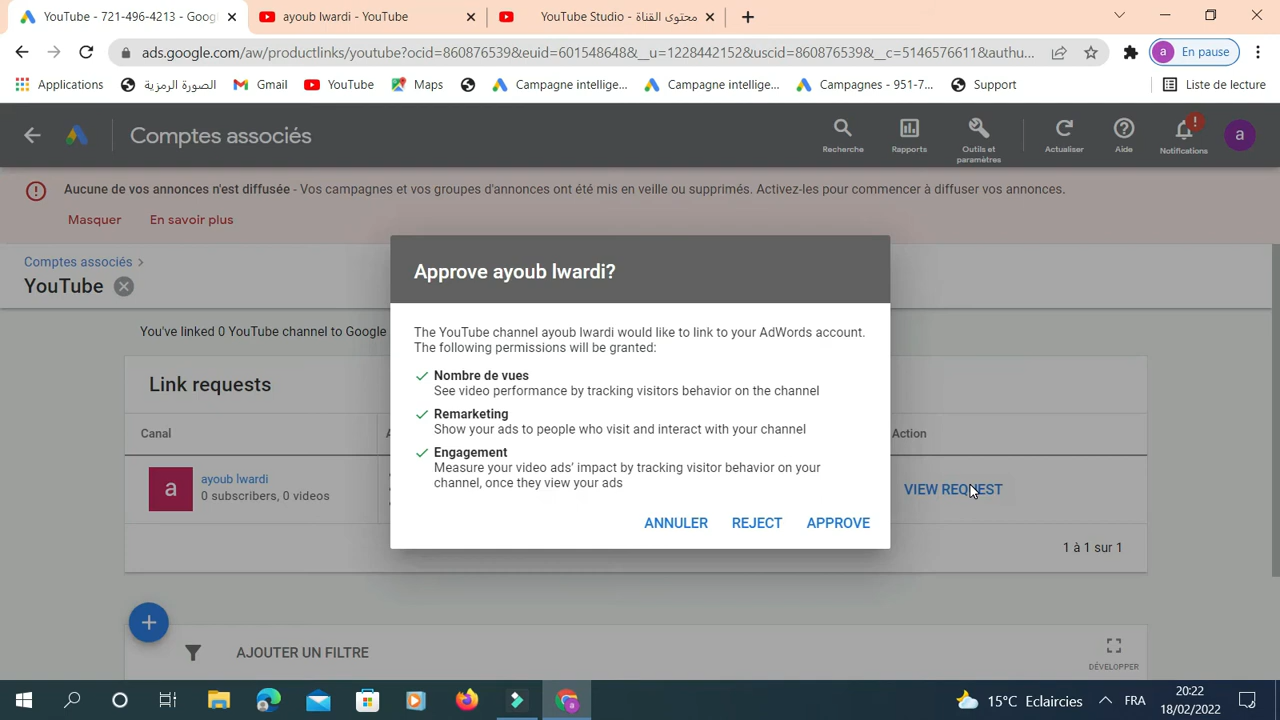 YouTube - 721-496-4213 - Goog
ayoub lwardi - YouTube
محتوى القناة - YouTube Studio
ads.google.com/aw/productlinks/youtube?ocid=860876539&euid=601548648&__u=1228442152&uscid=860876539&__c=5146576611&authu...
a
En pause
Applications
الصورة الرمزية
Gmail
YouTube
Maps
Campagne intellige...
Campagne intellige...
Campagnes - 951-7...
Support
Liste de lecture
Comptes associés
Recherche
Rapports
Outils et paramètres
Actualiser
Aide
Notifications
!
a
Aucune de vos annonces n'est diffusée - Vos campagnes et vos groupes d'annonces ont été mis en veille ou supprimés. Activez-les pour commencer à diffuser vos annonces.
Masquer
En savoir plus
Comptes associés
YouTube
You've linked 0 YouTube channel to Google
Link requests
Canal
Action
a
ayoub lwardi
0 subscribers, 0 videos
VIEW REQUEST
1 à 1 sur 1
Approve ayoub lwardi?
The YouTube channel ayoub lwardi would like to link to your AdWords account.
The following permissions will be granted:
Nombre de vues
See video performance by tracking visitors behavior on the channel
Remarketing
Show your ads to people who visit and interact with your channel
Engagement
Measure your video ads' impact by tracking visitor behavior on your
channel, once they view your ads
ANNULER
REJECT
APPROVE
AJOUTER UN FILTRE
DÉVELOPPER
15°C Eclaircies
FRA
20:22
18/02/2022